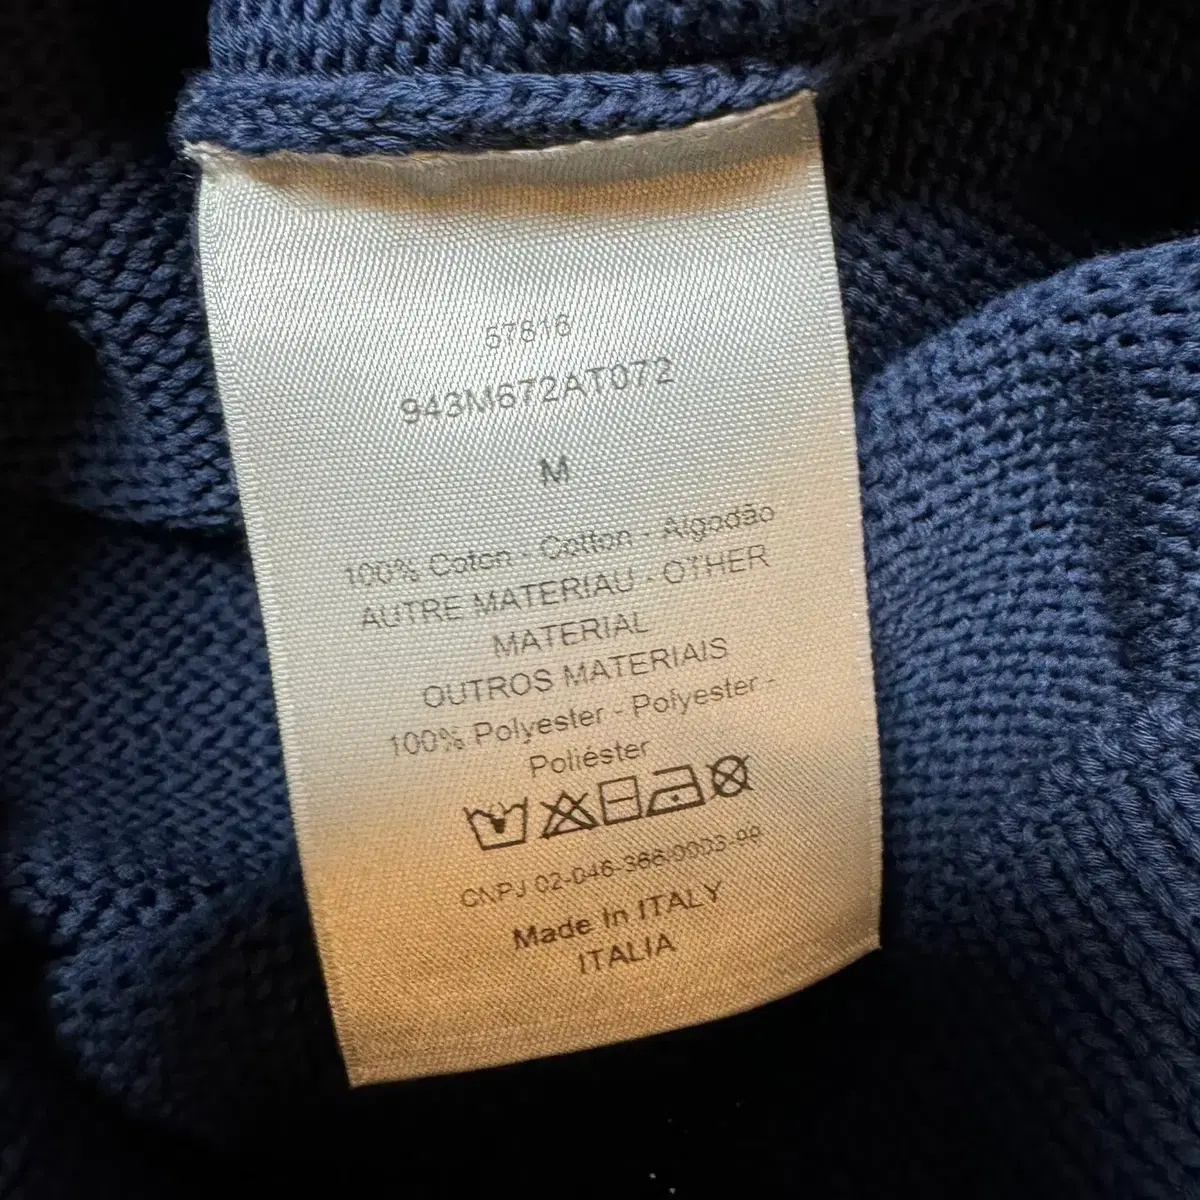 57816
943M672AT072
M
100% Coton - Cotton - Algodão
AUTRE MATERIAU - OTHER
MATERIAL
OUTROS MATERIAIS
100% Polyester - Polyester -
Poliéster
CNPJ 02-046-366-0003-99
Made In ITALY
ITALIA